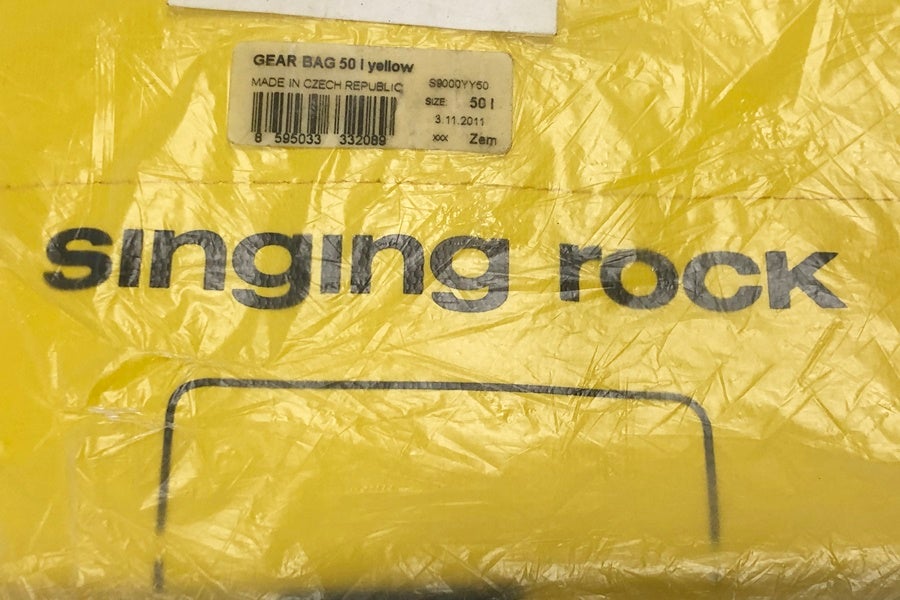 GEAR BAG 50 l yellow
MADE IN CZECH REPUBLIC S9000YY50
SIZE: 50 l
3.11.2011
8 595033 332089 xxx Zem
singing rock